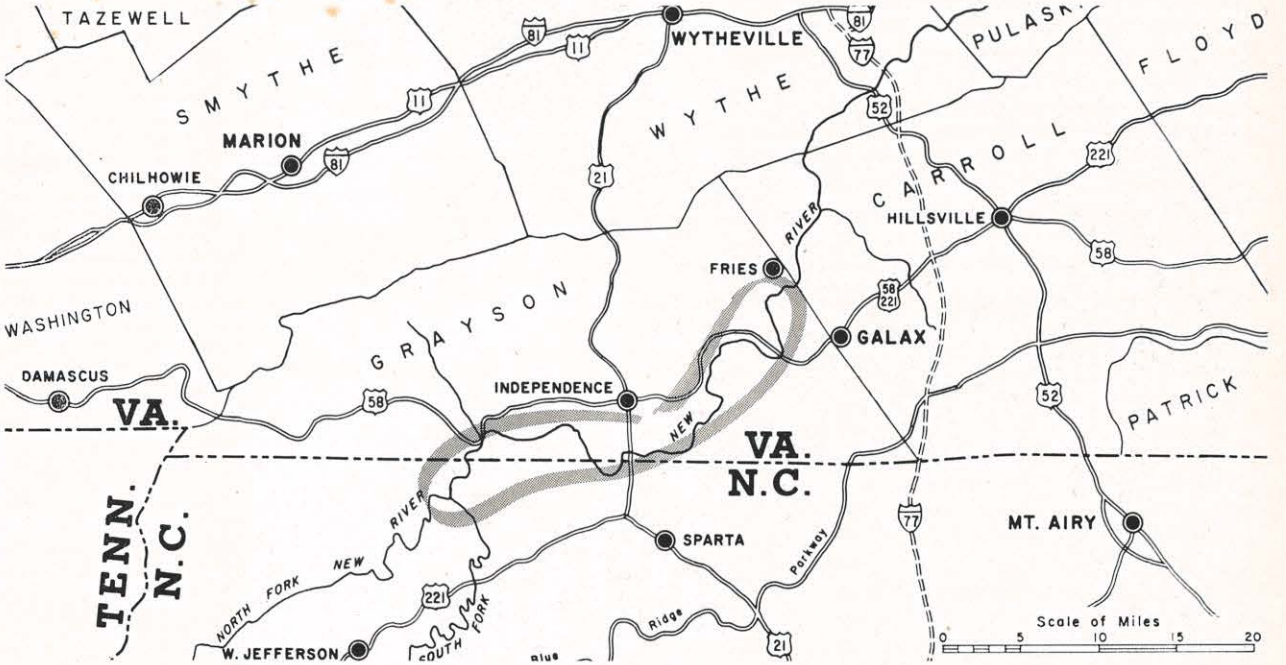 TAZEWELL
81
11
WYTHEVILLE
81
77
PULASK
FLOYD
SMYTHE
11
WYTHE
52
MARION
81
CHILHOWIE
21
CARROLL
221
HILLSVILLE
58
RIVER
FRIES
58
221
WASHINGTON
GRAYSON
GALAX
DAMASCUS
INDEPENDENCE
58
52
PATRICK
VA.
NEW
VA.
N.C.
TENN.
N.C.
RIVER
77
MT. AIRY
SPARTA
NEW
Parkway
FORK
NORTH
221
Ridge
Scale of Miles
0 5 10 15 20
W. JEFFERSON
SOUTH FORK
Blue
21